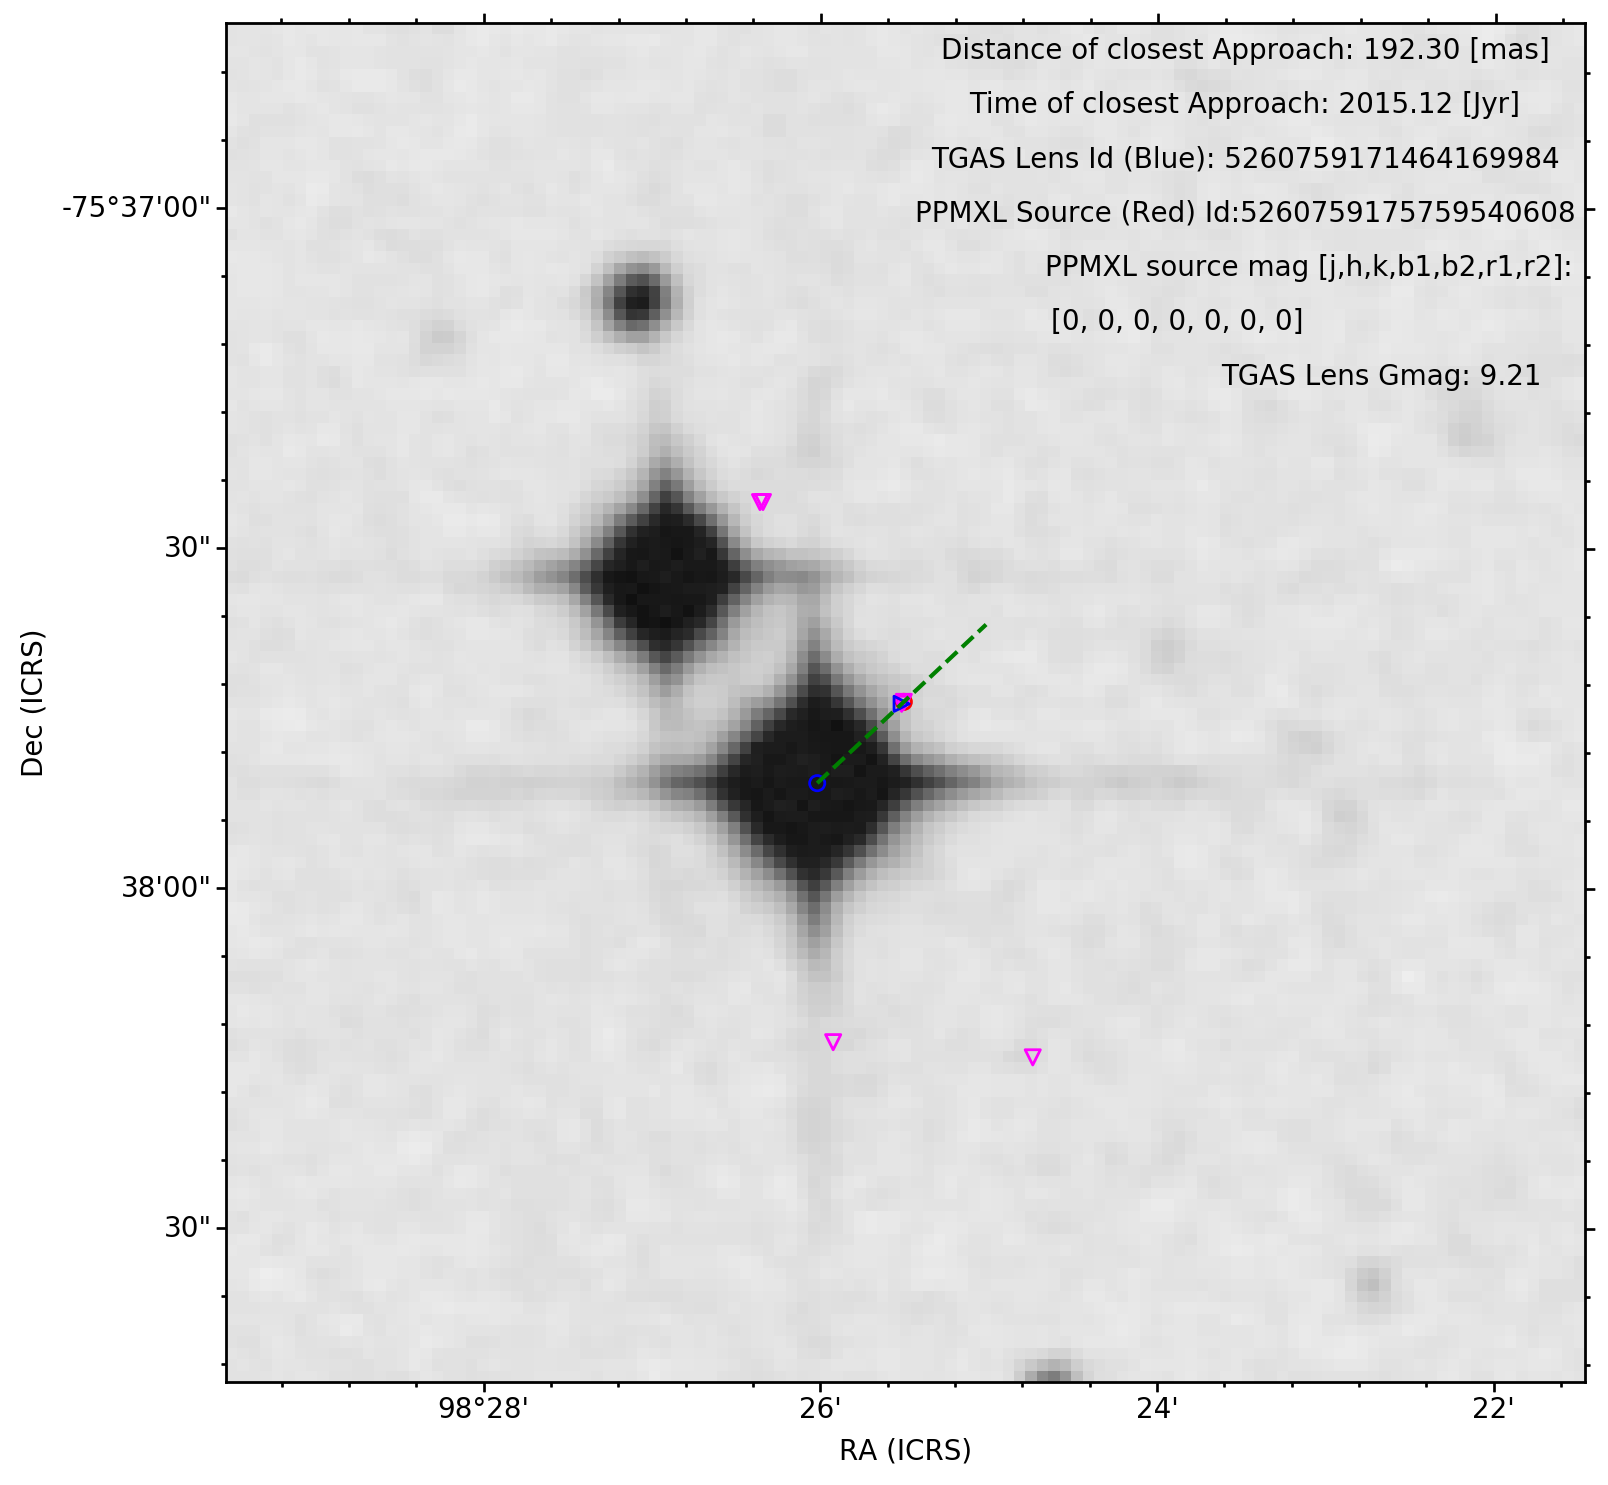 Distance of closest Approach: 192.30 [mas]
Time of closest Approach: 2015.12 [Jyr]
TGAS Lens Id (Blue): 5260759171464169984
PPMXL Source (Red) Id:5260759175759540608
PPMXL source mag [j,h,k,b1,b2,r1,r2]:
[0, 0, 0, 0, 0, 0, 0]
TGAS Lens Gmag: 9.21
-75°37'00"
30"
38'00"
30"
Dec (ICRS)
98°28'
26'
24'
22'
RA (ICRS)